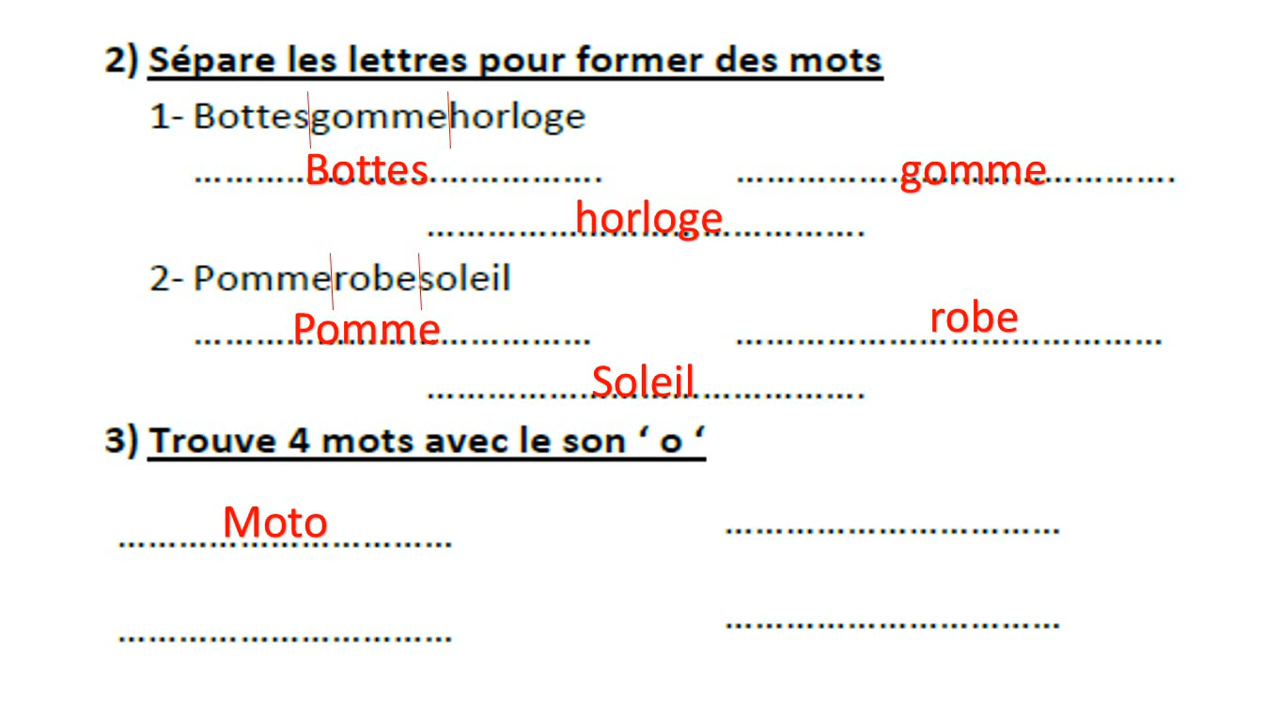 2) Sépare les lettres pour former des mots
1- Bottesgommehorloge
……Bottes…………. ……gomme…………….
……horloge…………….
2- Pommerobesoleil
……Pomme………… ……robe…………
……Soleil…………….
3) Trouve 4 mots avec le son ‘ o ‘
……Moto………… ……………………………
…………………………… ……………………………